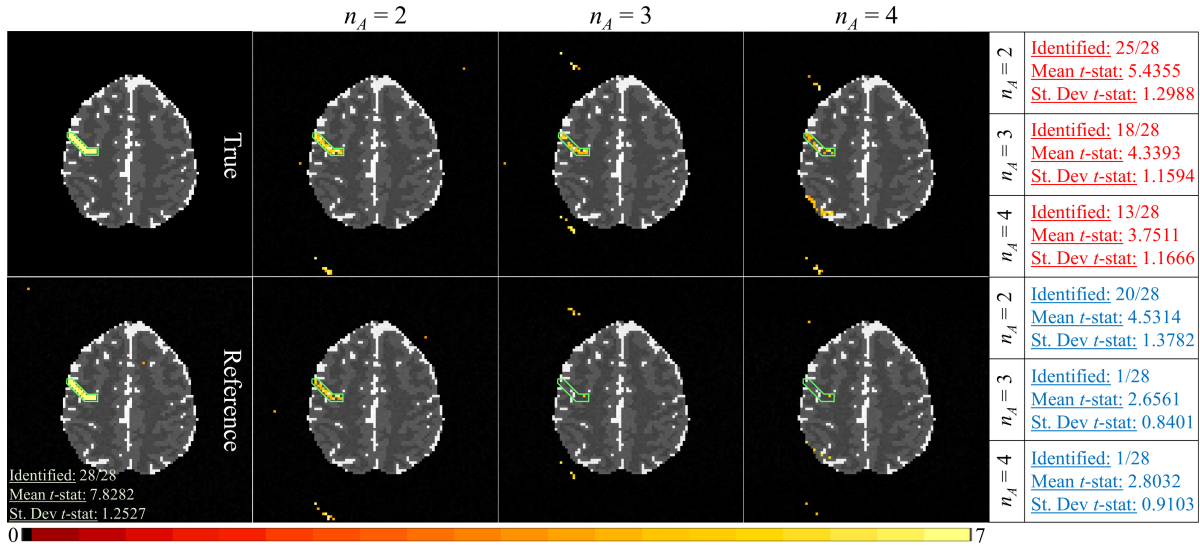 n_A = 2
n_A = 3
n_A = 4
True
n_A = 2
Identified: 25/28
Mean t-stat: 5.4355
St. Dev t-stat: 1.2988
n_A = 3
Identified: 18/28
Mean t-stat: 4.3393
St. Dev t-stat: 1.1594
n_A = 4
Identified: 13/28
Mean t-stat: 3.7511
St. Dev t-stat: 1.1666
Reference
Identified: 28/28
Mean t-stat: 7.8282
St. Dev t-stat: 1.2527
n_A = 2
Identified: 20/28
Mean t-stat: 4.5314
St. Dev t-stat: 1.3782
n_A = 3
Identified: 1/28
Mean t-stat: 2.6561
St. Dev t-stat: 0.8401
n_A = 4
Identified: 1/28
Mean t-stat: 2.8032
St. Dev t-stat: 0.9103
0
7